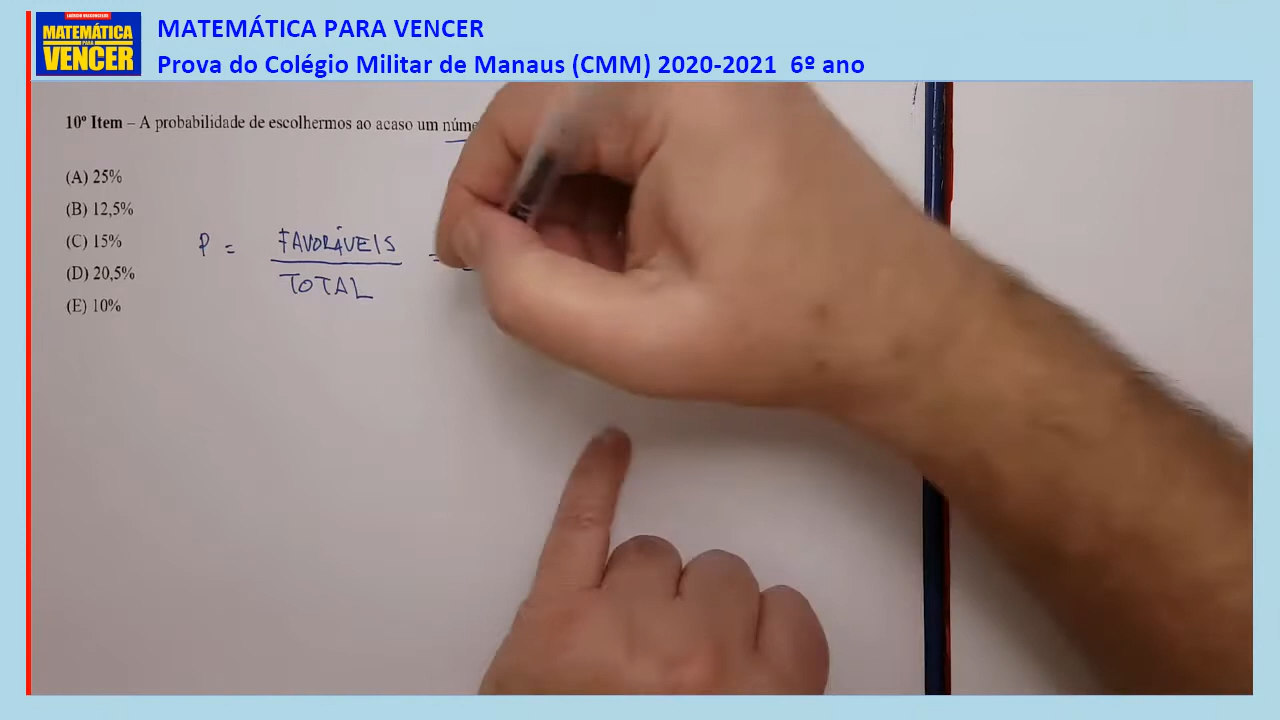 MATEMÁTICA
PARA
VENCER
MATEMÁTICA PARA VENCER
Prova do Colégio Militar de Manaus (CMM) 2020-2021 6º ano
10º Item – A probabilidade de escolhermos ao acaso um
(A) 25%
(B) 12,5%
(C) 15%
(D) 20,5%
(E) 10%
P = FAVORÁVEIS =
TOTAL